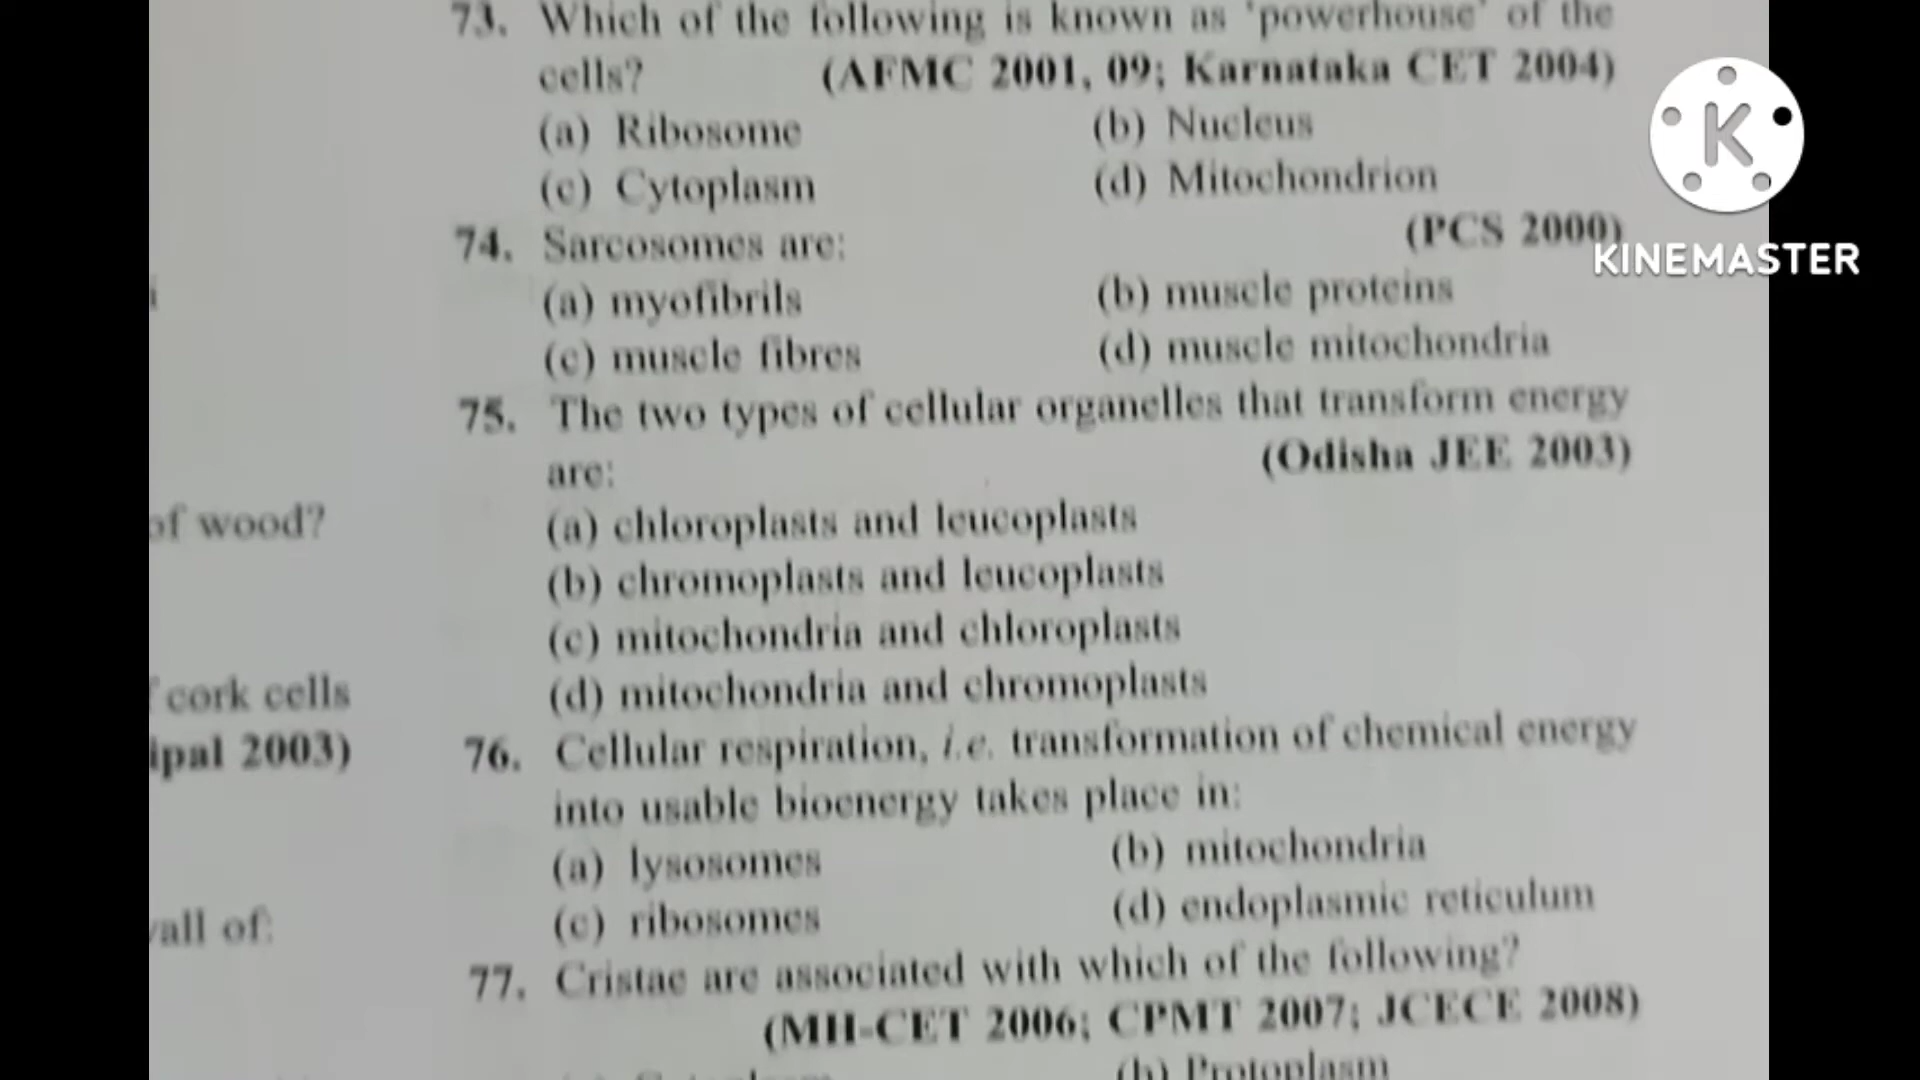 73. Which of the following is known as 'powerhouse' of the
cells? (AFMC 2001, 09; Karnataka CET 2004)
(a) Ribosome (b) Nucleus
(c) Cytoplasm (d) Mitochondrion
74. Sarcosomes are: (PCS 2000)
(a) myofibrils (b) muscle proteins
(c) muscle fibres (d) muscle mitochondria
75. The two types of cellular organelles that transform energy
are: (Odisha JEE 2003)
(a) chloroplasts and leucoplasts
(b) chromoplasts and leucoplasts
(c) mitochondria and chloroplasts
(d) mitochondria and chromoplasts
76. Cellular respiration, i.e. transformation of chemical energy
into usable bioenergy takes place in:
(a) lysosomes (b) mitochondria
(c) ribosomes (d) endoplasmic reticulum
77. Cristae are associated with which of the following?
(MH-CET 2006; CPMT 2007; JCECE 2008)
(b) Protoplasm
of wood?
cork cells
ipal 2003)
all of:
K
KINEMASTER